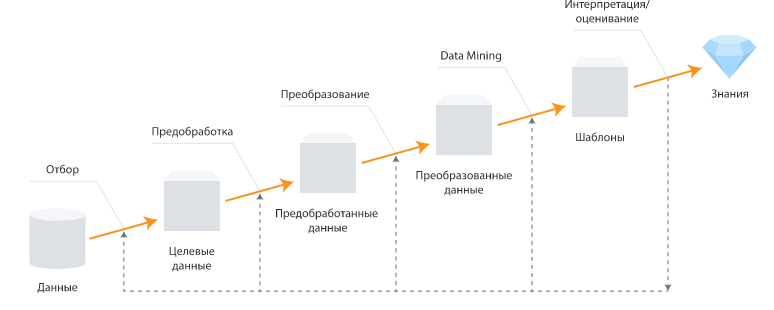 Интерпретация/
оценивание
Data Mining
Знания
Преобразование
Шаблоны
Предобработка
Преобразованные
данные
Отбор
Предобработанные
данные
Целевые
данные
Данные